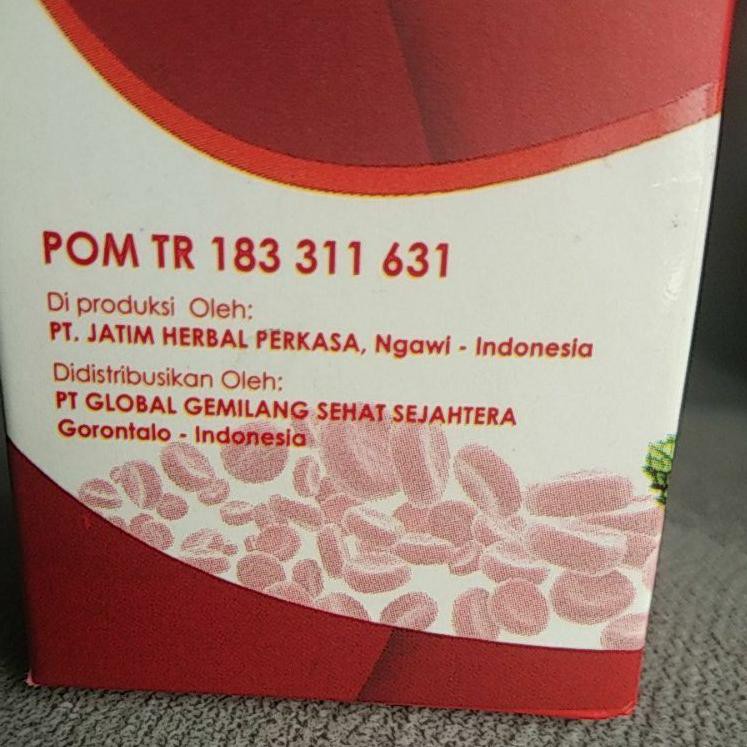 POM TR 183 311 631
Di produksi Oleh:
PT. JATIM HERBAL PERKASA, Ngawi - Indonesia
Didistribusikan Oleh:
PT GLOBAL GEMILANG SEHAT SEJAHTERA
Gorontalo - Indonesia